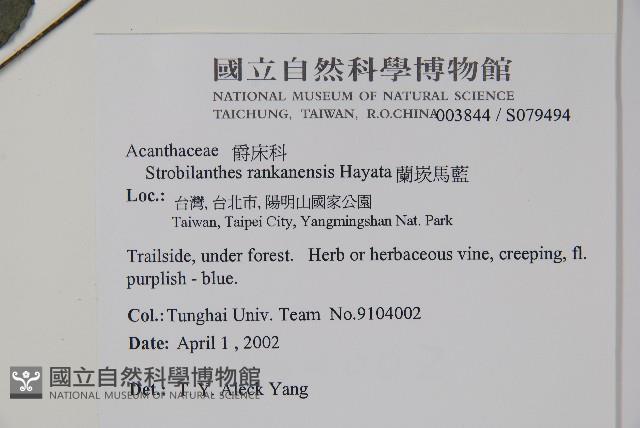 國立自然科學博物館
NATIONAL MUSEUM OF NATURAL SCIENCE
TAICHUNG, TAIWAN, R.O.CHINA 003844 / S079494
Acanthaceae 爵床科
Strobilanthes rankanensis Hayata 蘭崁馬藍
Loc.: 台灣, 台北市, 陽明山國家公園
Taiwan, Taipei City, Yangmingshan Nat. Park
Trailside, under forest. Herb or herbaceous vine, creeping, fl.
purplish - blue.
Col.: Tunghai Univ. Team No.9104002
Date: April 1 , 2002
國立自然科學博物館
NATIONAL MUSEUM OF NATURAL SCIENCE
Det.: T. Y. Aleck Yang